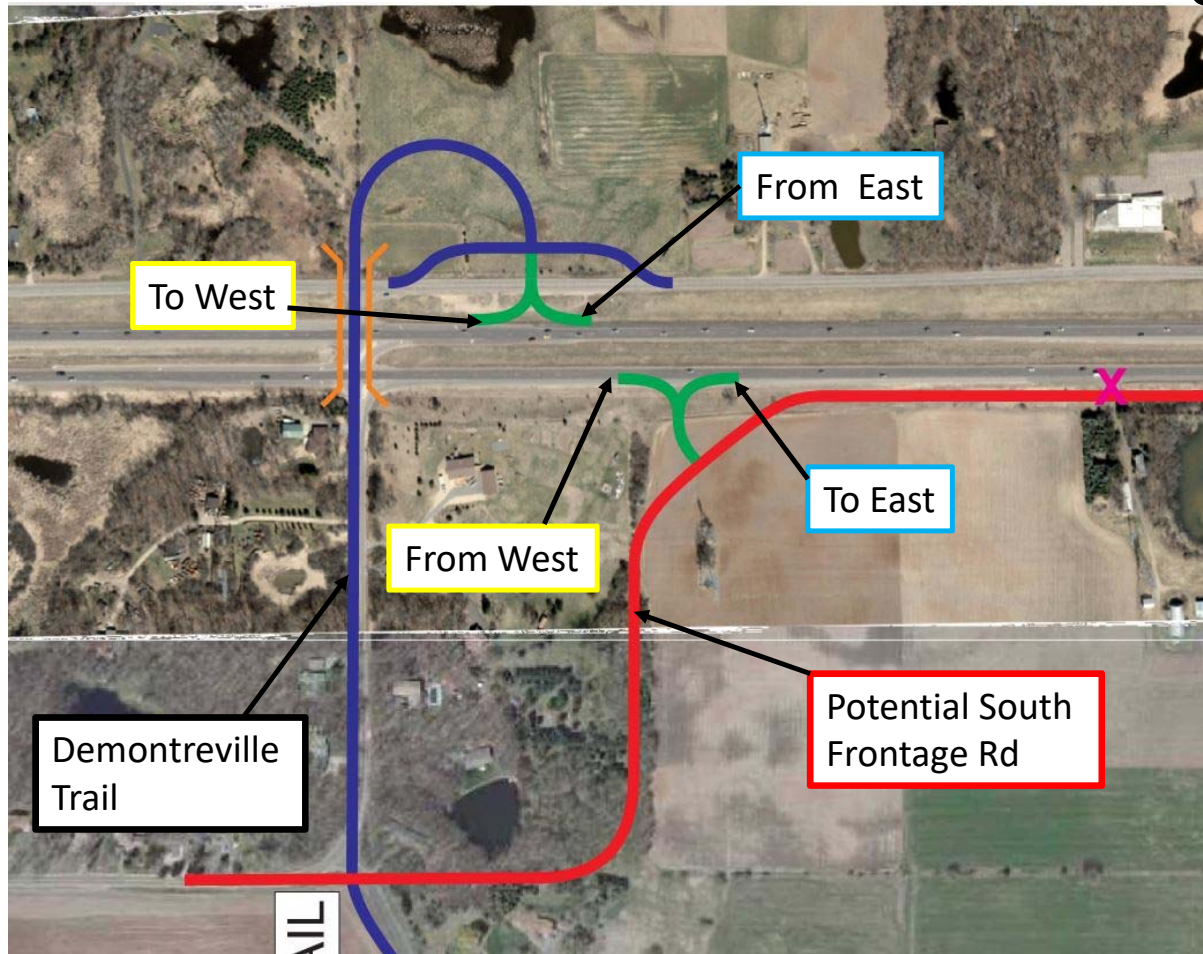 From East
To West
X
To East
From West
Potential South
Frontage Rd
Demontreville
Trail
AIL